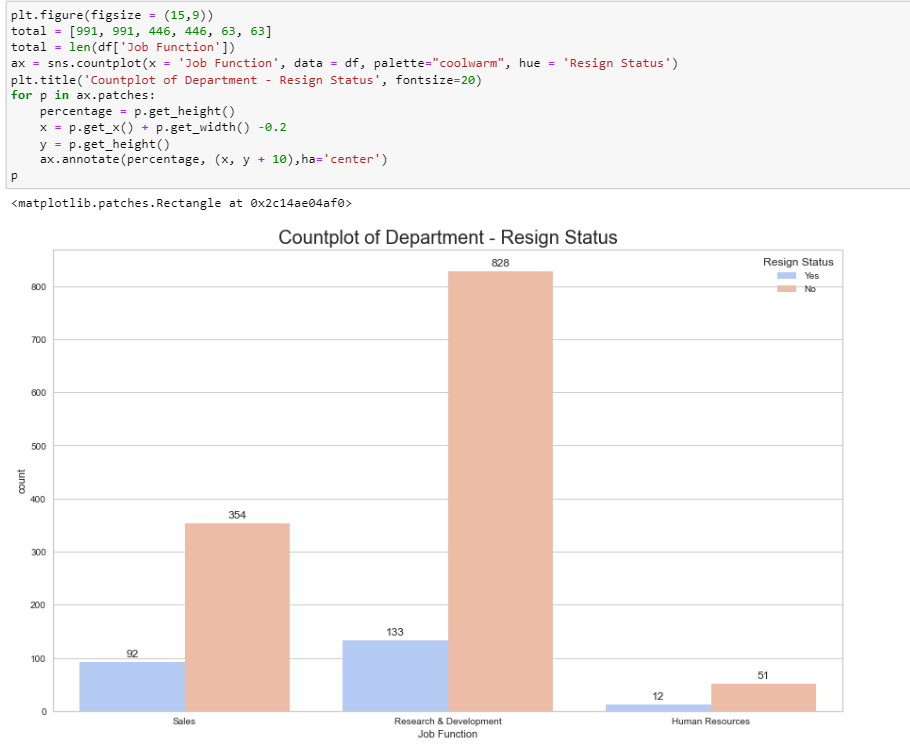 plt.figure(figsize = (15,9))
total = [991, 991, 446, 446, 63, 63]
total = len(df['Job Function'])
ax = sns.countplot(x = 'Job Function', data = df, palette="coolwarm", hue = 'Resign Status')
plt.title('Countplot of Department - Resign Status', fontsize=20)
for p in ax.patches:
    percentage = p.get_height()
    x = p.get_x() + p.get_width() -0.2
    y = p.get_height()
    ax.annotate(percentage, (x, y + 10),ha='center')
p
<matplotlib.patches.Rectangle at 0x2c14ae04af0>
Countplot of Department - Resign Status
828
Resign Status
Yes
No
800
700
600
500
count
400
354
300
200
133
92
100
51
12
0
Sales
Research & Development
Human Resources
Job Function